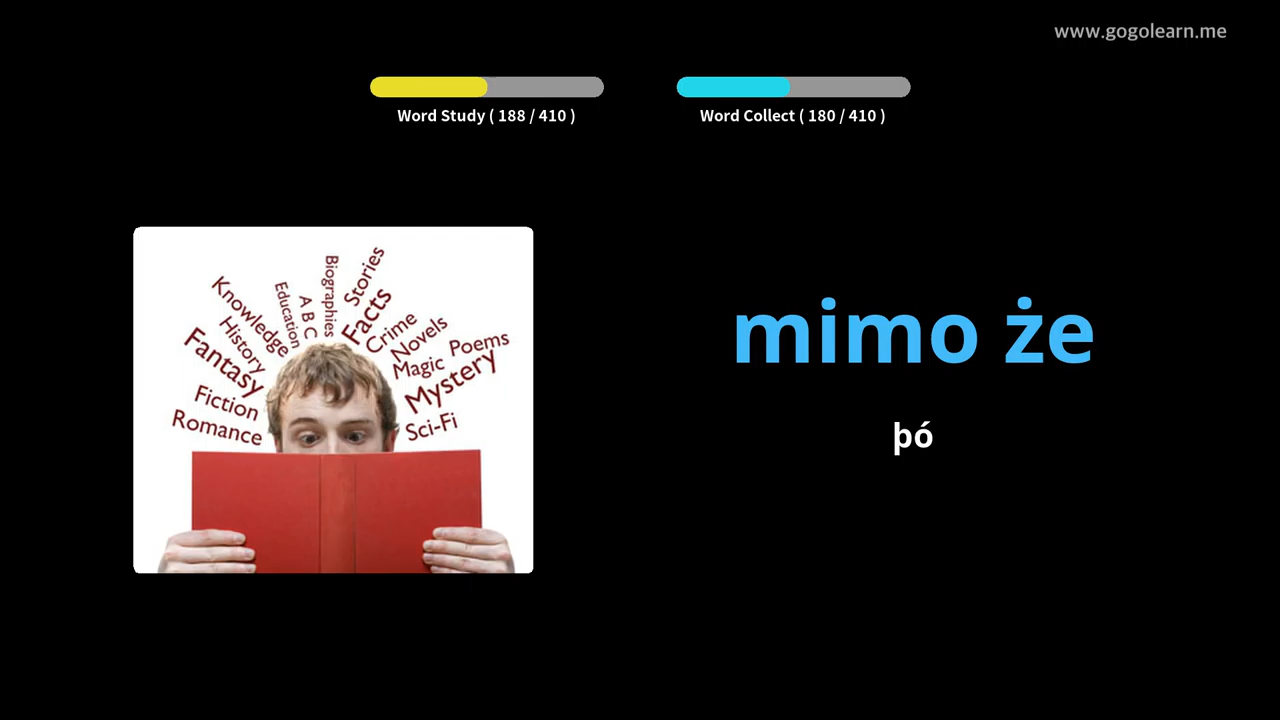 www.gogolearn.me
Word Study ( 188 / 410 )
Word Collect ( 180 / 410 )
Stories
Biographies
Facts
A B C
Education
Knowledge
Crime
Novels
History
Poems
Magic
Fantasy
Mystery
Fiction
Sci-Fi
Romance
mimo że
þó